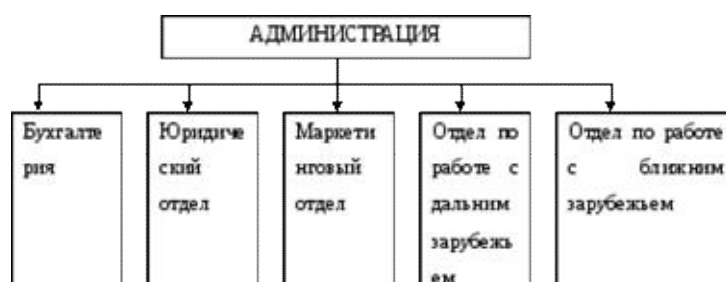 АДМИНИСТРАЦИЯ
Бухгалте
рия
Юридиче
ский
отдел
Маркети
нговый
отдел
Отдел по
работе с
дальним
зарубежь
ем
Отдел по работе
с ближним
зарубежьем